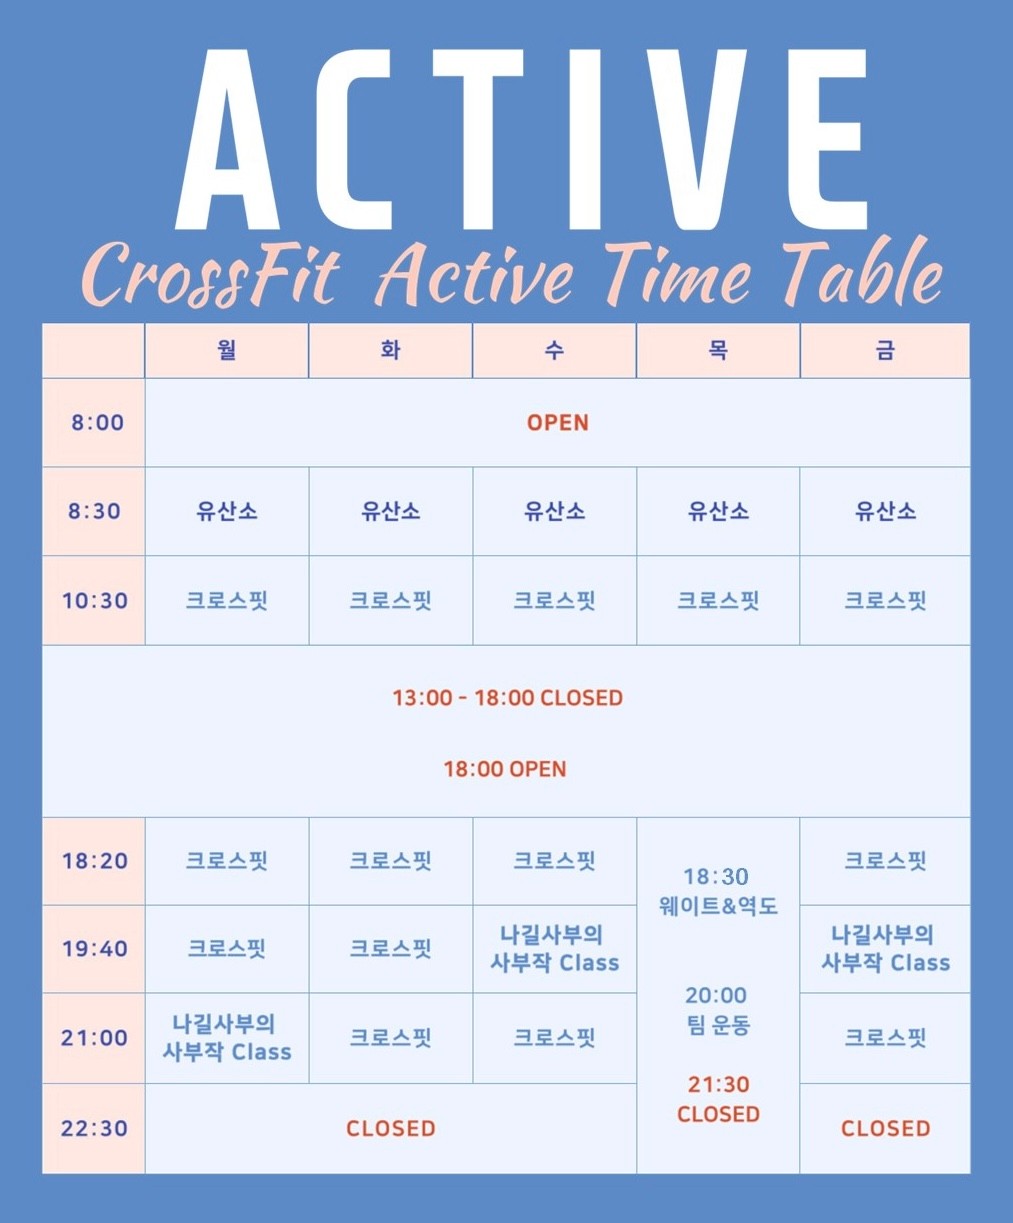 ACTIVE
CrossFit Active Time Table
월 화 수 목 금
8:00 OPEN
8:30 유산소 유산소 유산소 유산소 유산소
10:30 크로스핏 크로스핏 크로스핏 크로스핏 크로스핏
13:00 - 18:00 CLOSED
18:00 OPEN
18:20 크로스핏 크로스핏 크로스핏 크로스핏
18:30
웨이트&역도
19:40 크로스핏 크로스핏 나길사부의 나길사부의
사부작 Class 사부작 Class
20:00
팀 운동
21:00 나길사부의 크로스핏 크로스핏 크로스핏
사부작 Class
21:30
CLOSED
22:30 CLOSED CLOSED